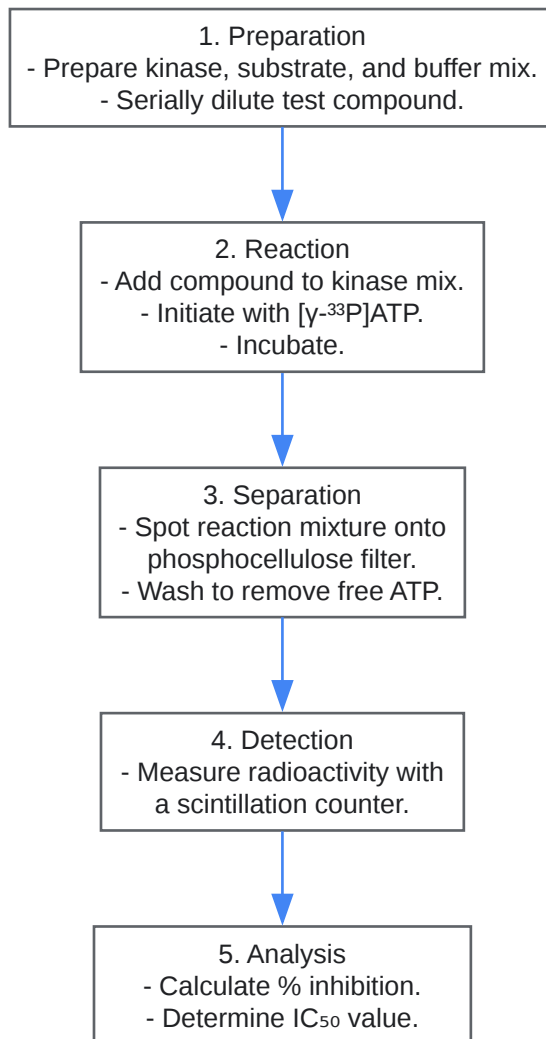 1. Preparation
- Prepare kinase, substrate, and buffer mix.
- Serially dilute test compound.
2. Reaction
- Add compound to kinase mix.
- Initiate with [γ-³³P]ATP.
- Incubate.
3. Separation
- Spot reaction mixture onto
phosphocellulose filter.
- Wash to remove free ATP.
4. Detection
- Measure radioactivity with
a scintillation counter.
5. Analysis
- Calculate % inhibition.
- Determine IC₅₀ value.